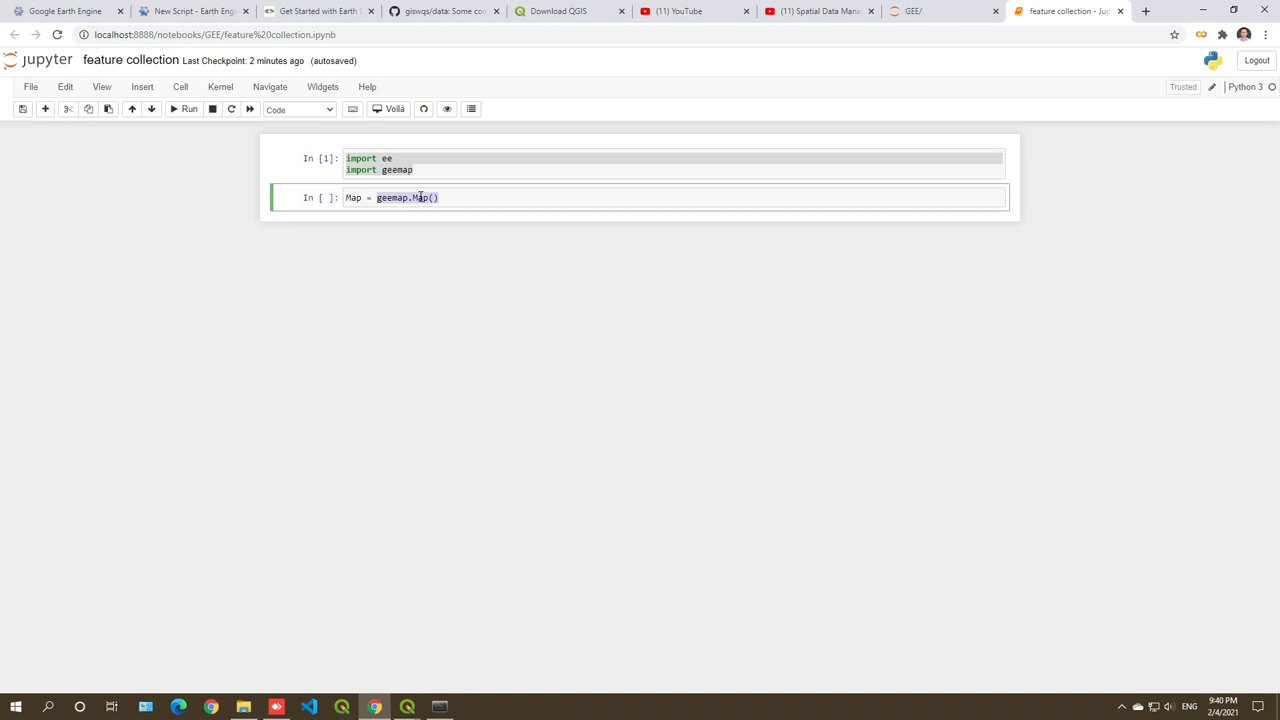 Google Earth Engine
New Script - Earth Eng
Get Started with Earth
giswqs/data: Some co
Download QGIS
(11) YouTube
(11) Spatial Data Man
GEE/
feature collection - Jup
localhost:8888/notebooks/GEE/feature%20collection.ipynb
jupyter feature collection Last Checkpoint: 2 minutes ago (autosaved)
Logout
File Edit View Insert Cell Kernel Navigate Widgets Help
Trusted Python 3
Run Code Voilà
In [1]: import ee
import geemap
In [ ]: Map = geemap.Map()
ENG
9:40 PM
2/4/2021